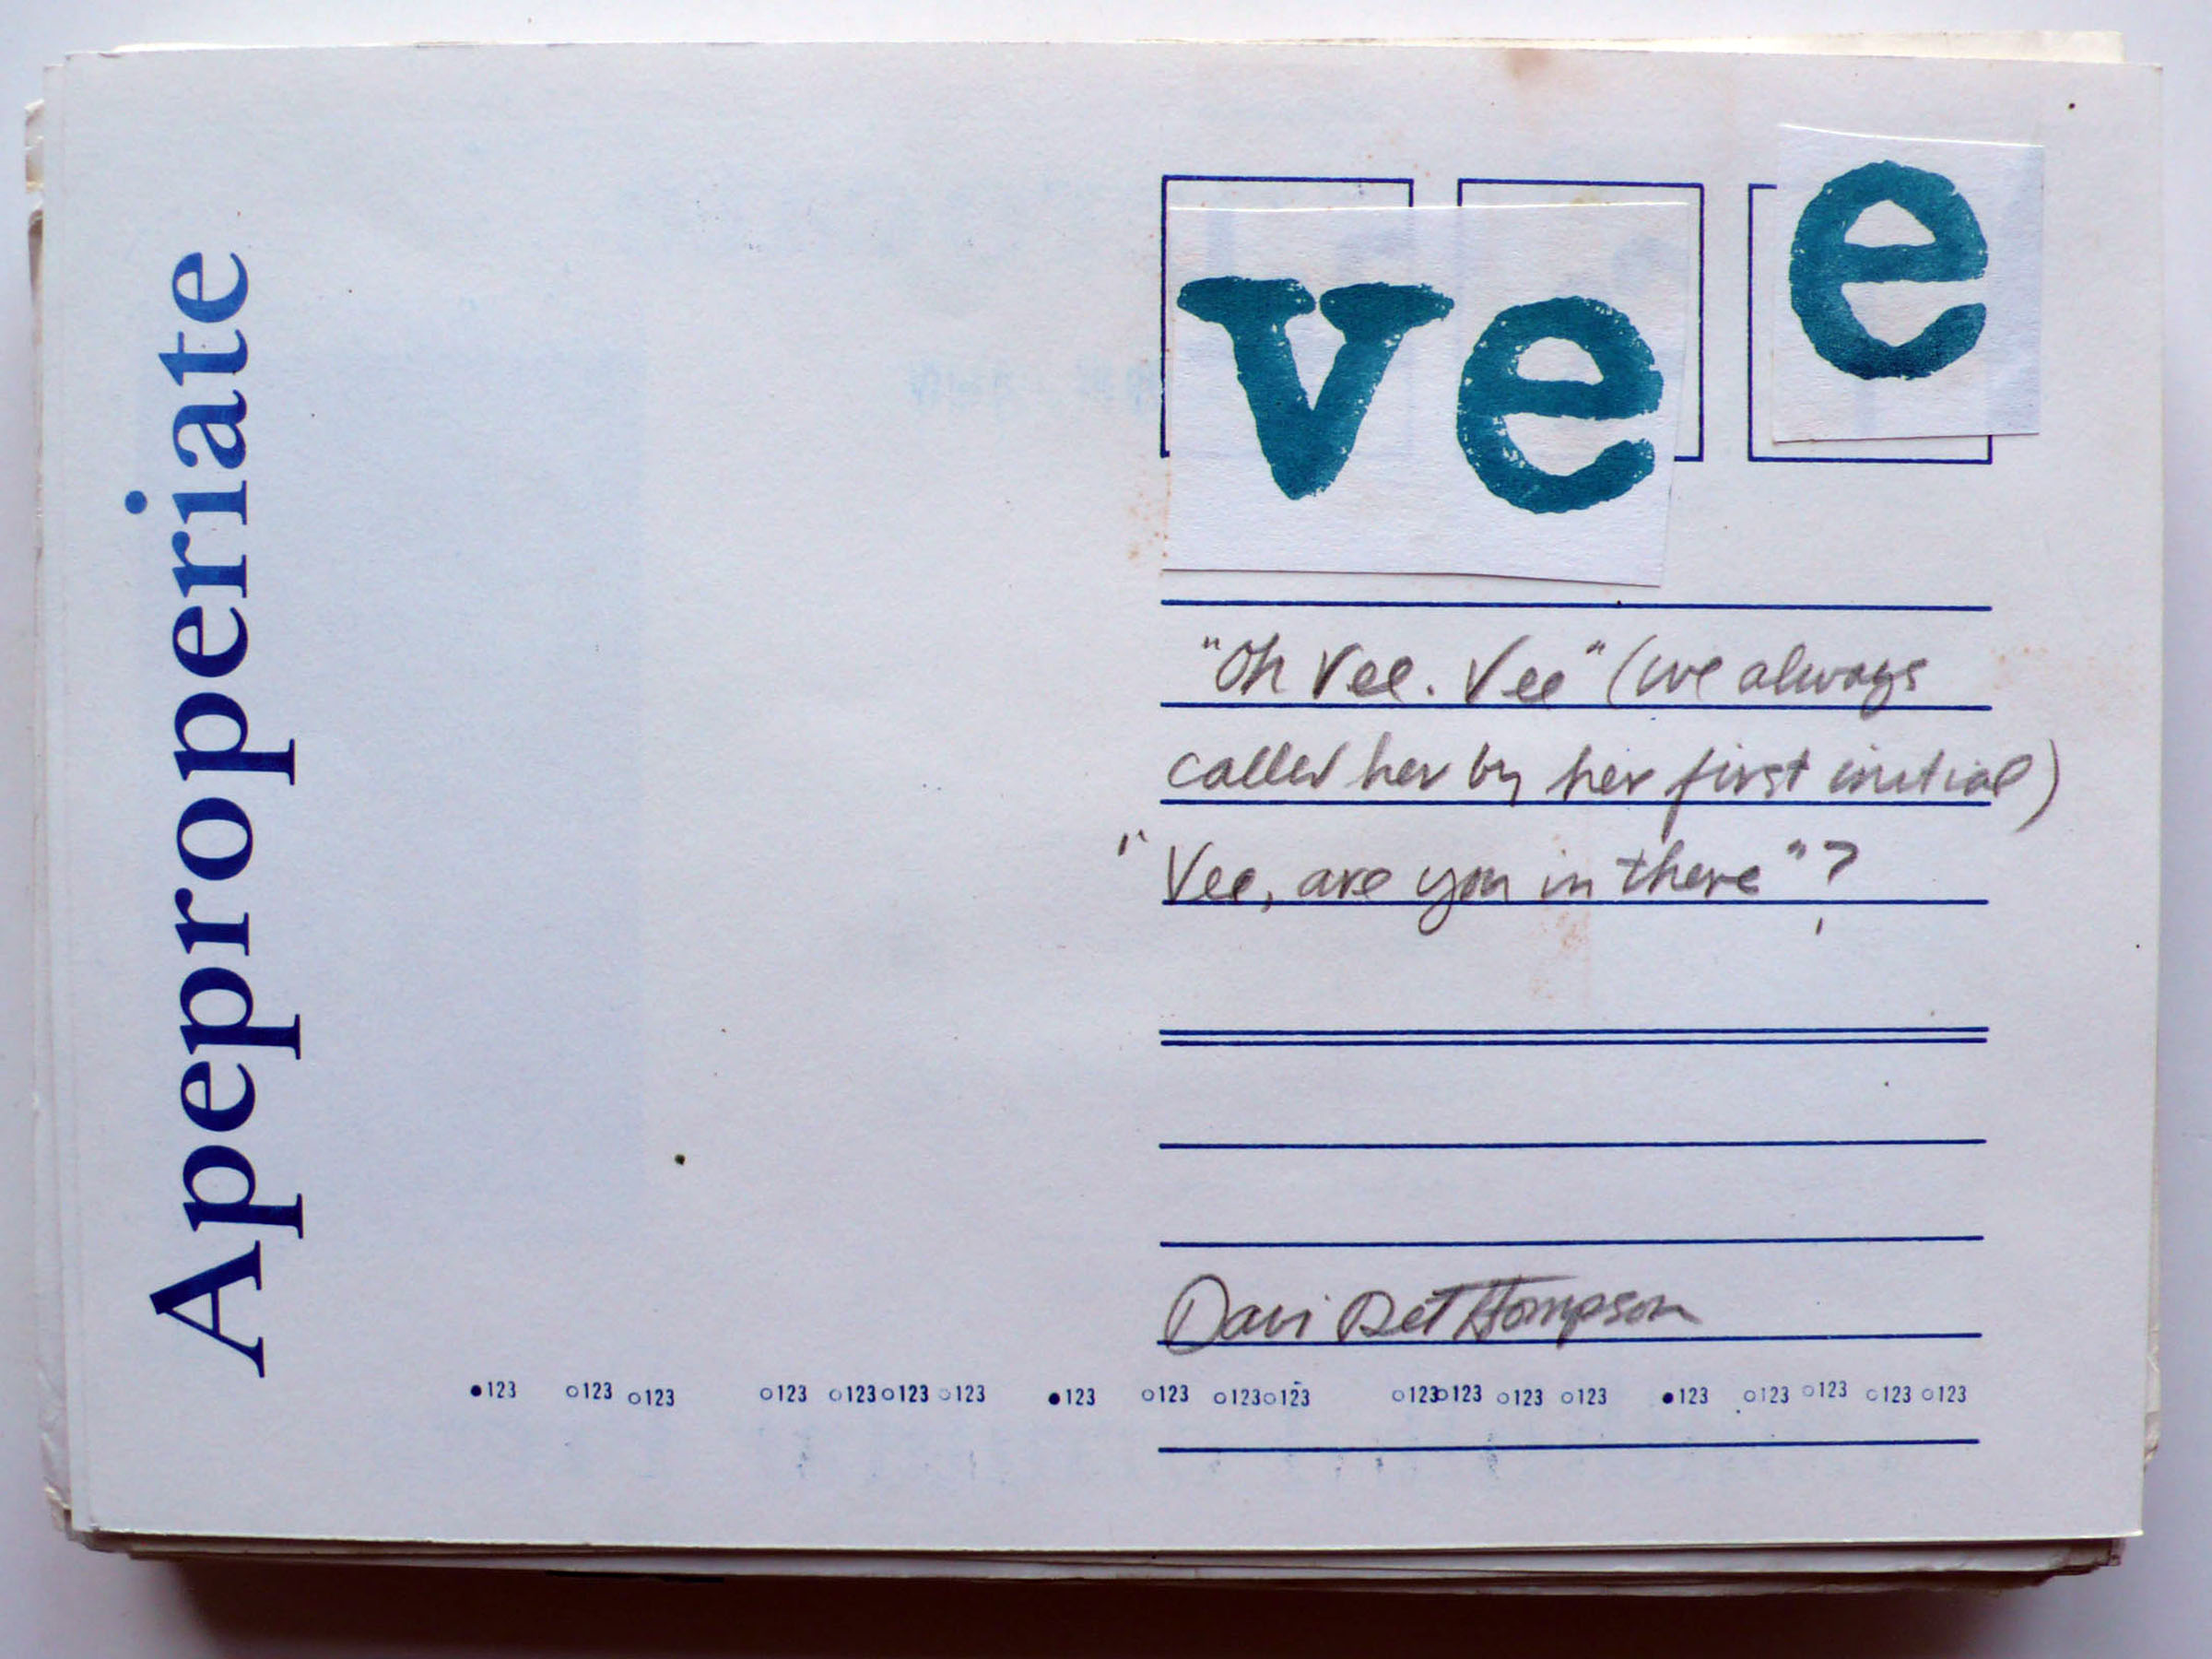 Apeproperiate
vee
"Oh Vee. Vee" (we always
called her by her first initial)
"Vee, are you in there"?
Davi Det Hompson
●123 ○123 ○123 ○123 ○123 ○123 ○123 ●123 ○123 ○123 ○123 ○123 ○123 ○123 ○123 ●123 ○123 ○123 ○123 ○123